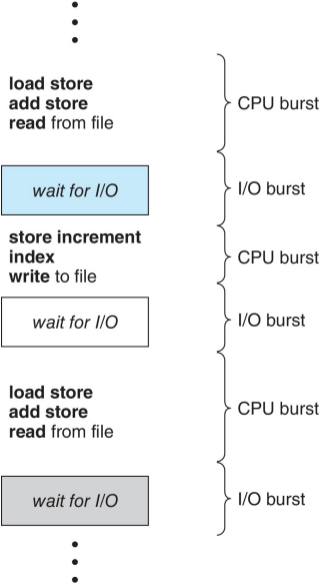 load store
add store
read from file
CPU burst
wait for I/O
I/O burst
store increment
index
write to file
CPU burst
wait for I/O
I/O burst
load store
add store
read from file
CPU burst
wait for I/O
I/O burst